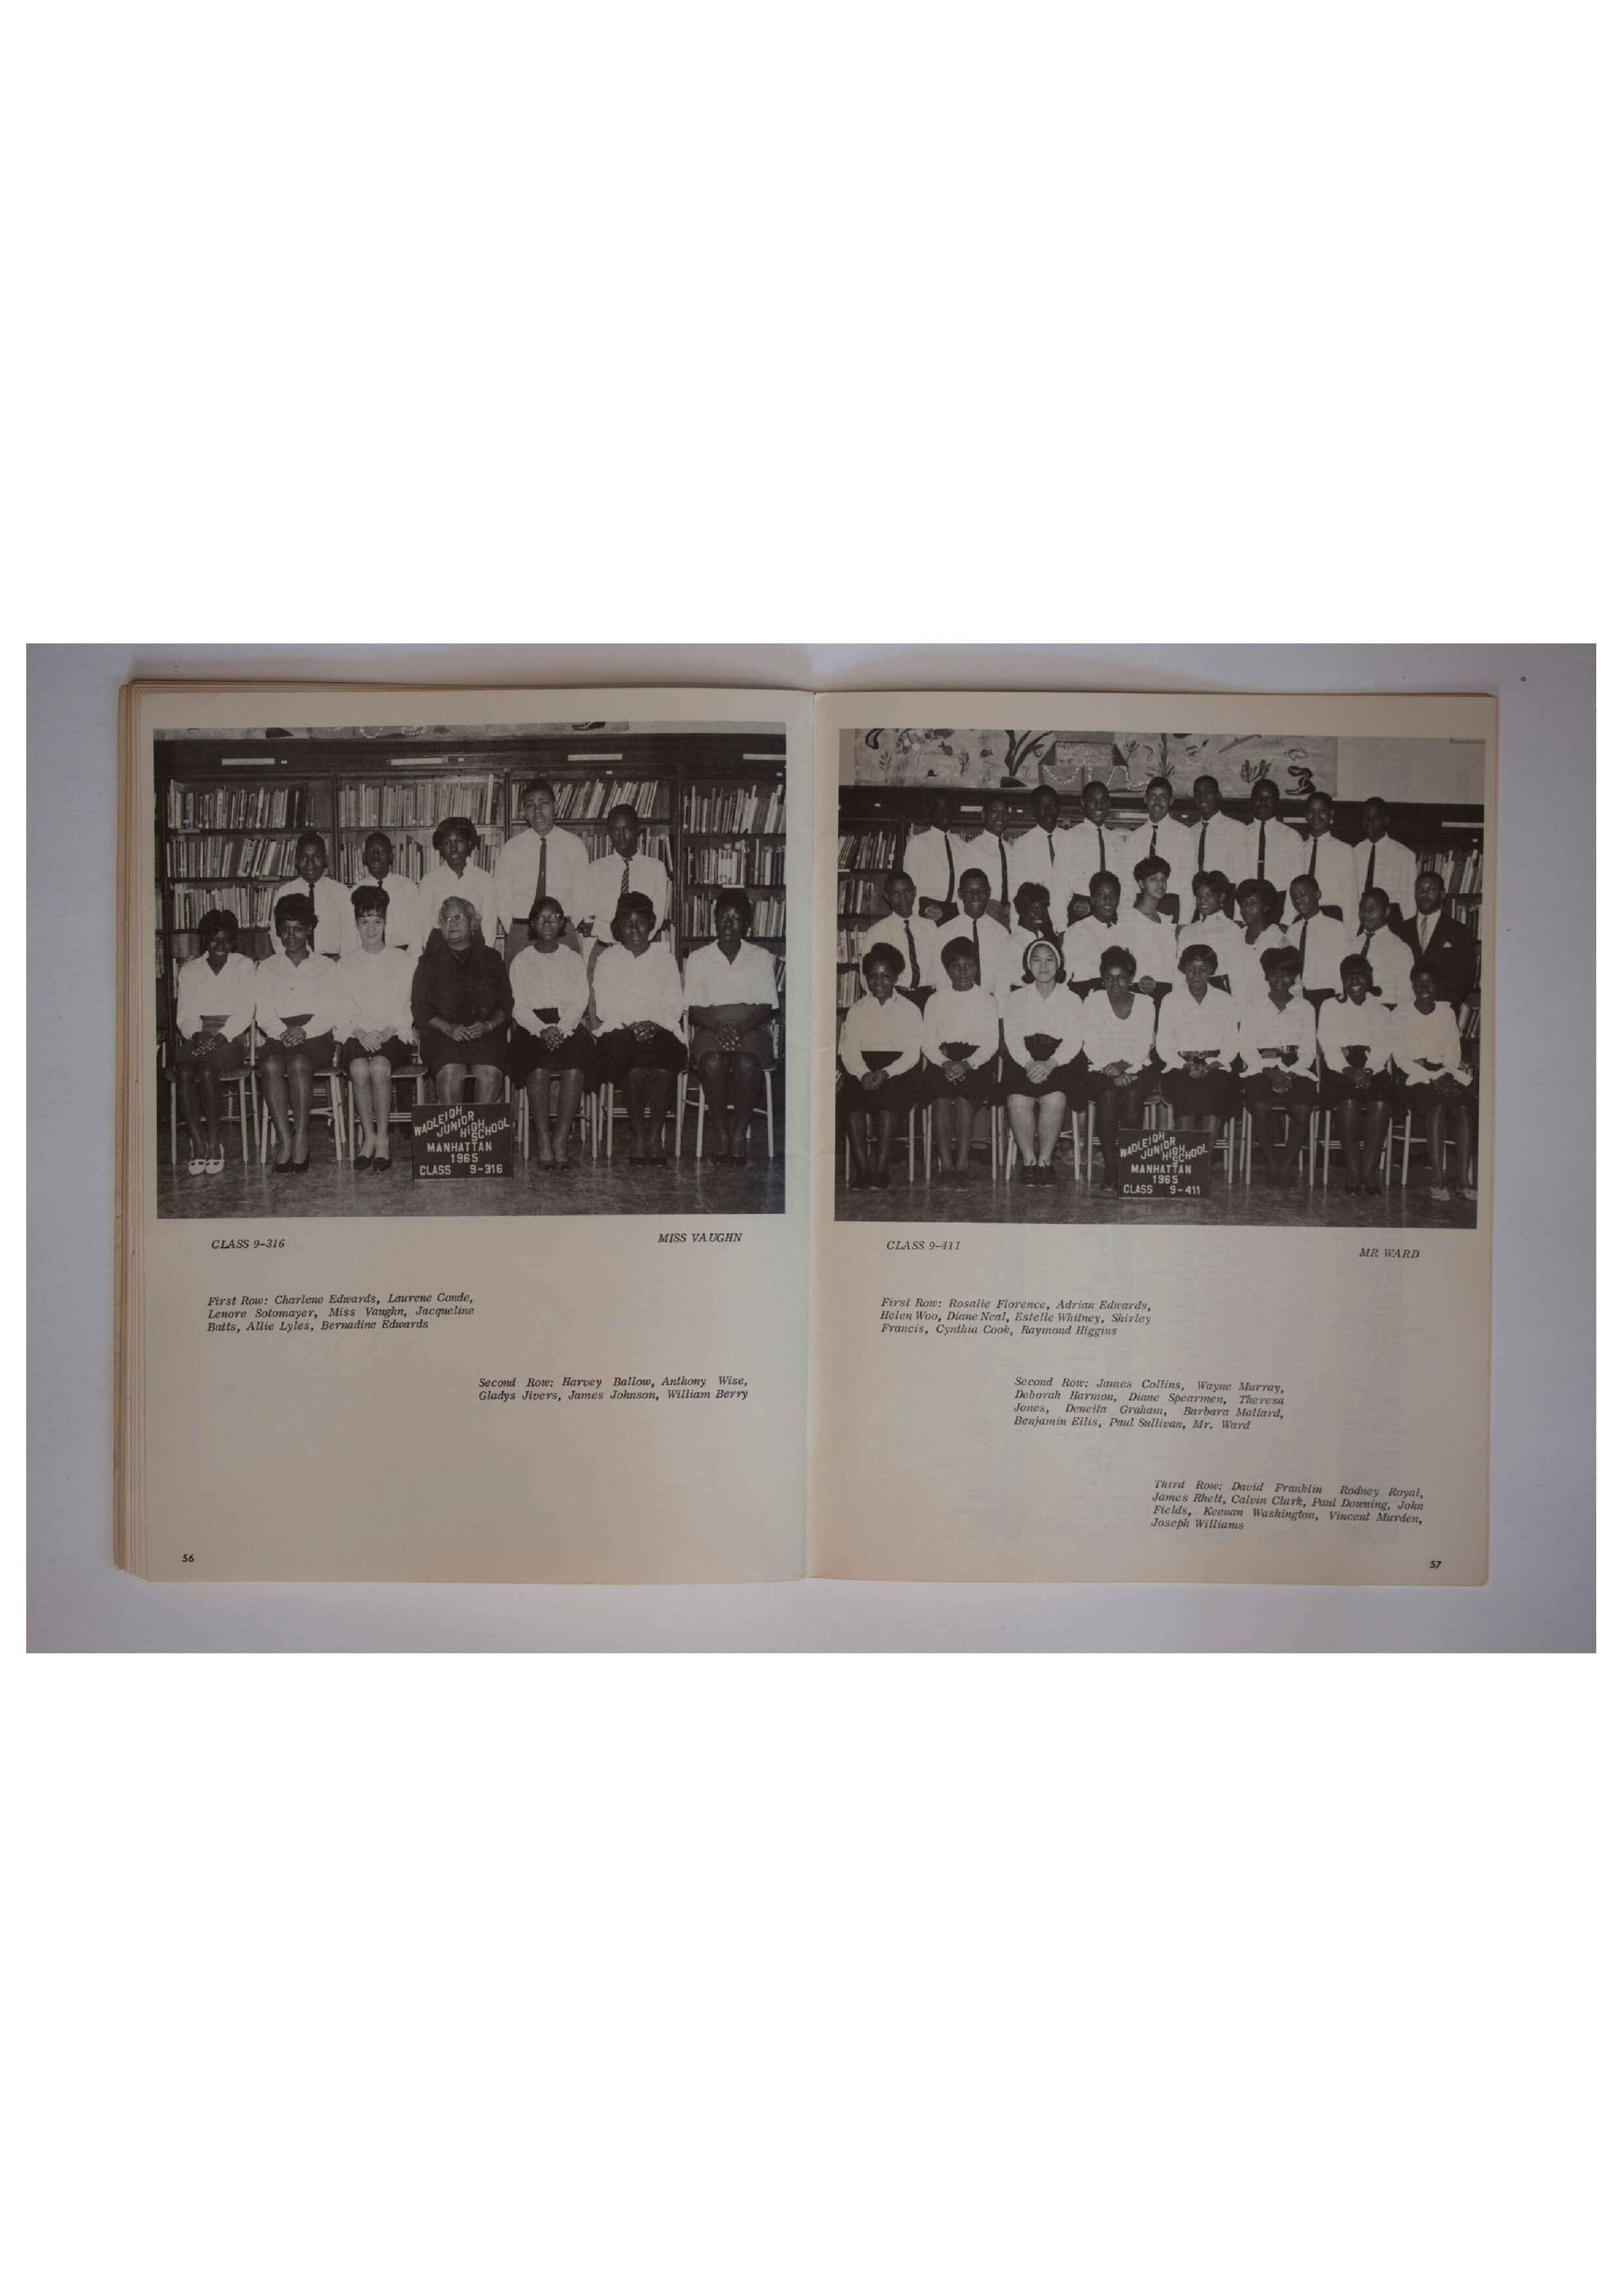 WADLEIGH
JUNIOR
HIGH
SCHOOL
MANHATTAN
1965
CLASS 9-316
CLASS 9-316
MISS VAUGHN
First Row: Charlene Edwards, Laurene Conde,
Lenore Sotomayer, Miss Vaughn, Jacqueline
Batts, Allie Lyles, Bernadine Edwards
Second Row: Harvey Ballow, Anthony Wise,
Gladys Jivers, James Johnson, William Berry
56
WADLEIGH
JUNIOR
HIGH
SCHOOL
MANHATTAN
1965
CLASS 9-411
CLASS 9-411
MR WARD
First Row: Rosalie Florence, Adrian Edwards,
Helen Woo, Diane Neal, Estelle Whitney, Shirley
Francis, Cynthia Cook, Raymond Higgins
Second Row: James Collins, Wayne Murray,
Deborah Harmon, Diane Spearmen, Theresa
Jones, Deneita Graham, Barbara Mallard,
Benjamin Ellis, Paul Sullivan, Mr. Ward
Third Row: David Franklin Rodney Royal,
James Rhett, Calvin Clark, Paul Downing, John
Fields, Keenan Washington, Vincent Murden,
Joseph Williams
57